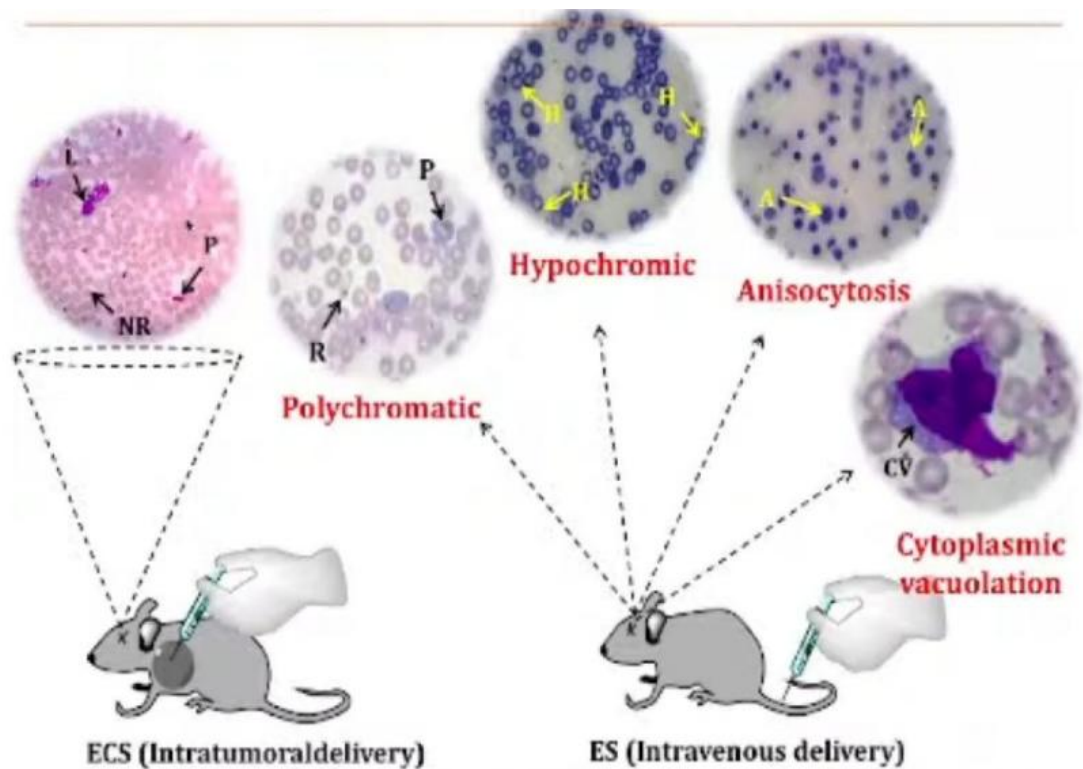 L
P
NR
P
R
Polychromatic
H
H
H
Hypochromic
A
A
Anisocytosis
CV
Cytoplasmic
vacuolation
ECS (Intratumoraldelivery)
ES (Intravenous delivery)